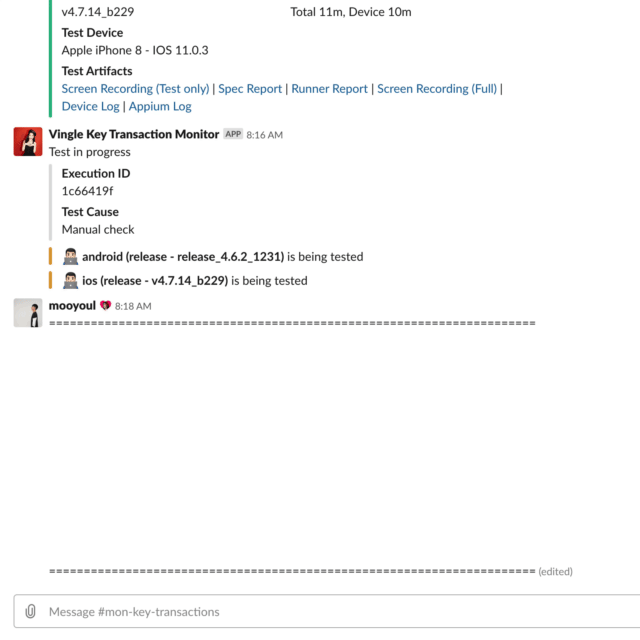 v4.7.14_b229 Total 11m, Device 10m
Test Device
Apple iPhone 8 - IOS 11.0.3
Test Artifacts
Screen Recording (Test only) | Spec Report | Runner Report | Screen Recording (Full) |
Device Log | Appium Log
Vingle Key Transaction Monitor APP 8:16 AM
Test in progress
Execution ID
1c66419f
Test Cause
Manual check
android (release - release_4.6.2_1231) is being tested
ios (release - v4.7.14_b229) is being tested
mooyoul 8:18 AM
======================================================================
====================================================================== (edited)
Message #mon-key-transactions